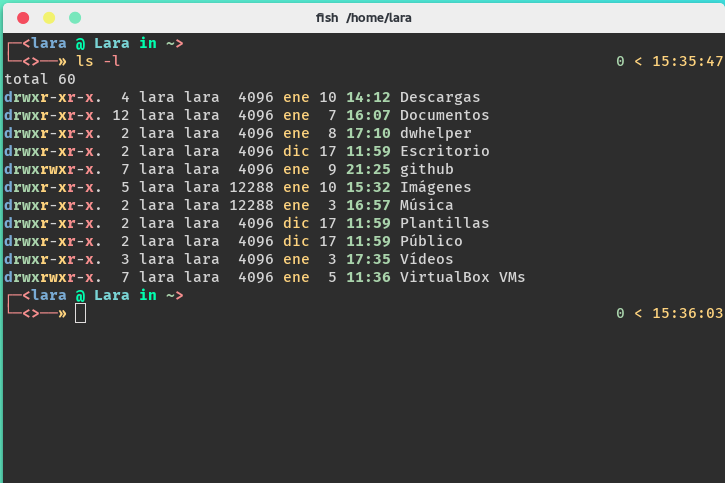 fish /home/lara
┌─<lara @ Lara in ~>
└─<>──» ls -l 0 < 15:35:47
total 60
drwxr-xr-x. 4 lara lara 4096 ene 10 14:12 Descargas
drwxr-xr-x. 12 lara lara 4096 ene 7 16:07 Documentos
drwxr-xr-x. 2 lara lara 4096 ene 8 17:10 dwhelper
drwxr-xr-x. 2 lara lara 4096 dic 17 11:59 Escritorio
drwxrwxr-x. 7 lara lara 4096 ene 9 21:25 github
drwxr-xr-x. 5 lara lara 12288 ene 10 15:32 Imágenes
drwxr-xr-x. 2 lara lara 12288 ene 3 16:57 Música
drwxr-xr-x. 2 lara lara 4096 dic 17 11:59 Plantillas
drwxr-xr-x. 2 lara lara 4096 dic 17 11:59 Público
drwxr-xr-x. 3 lara lara 4096 ene 3 17:35 Vídeos
drwxrwxr-x. 7 lara lara 4096 ene 5 11:36 VirtualBox VMs
┌─<lara @ Lara in ~>
└─<>──» 0 < 15:36:03